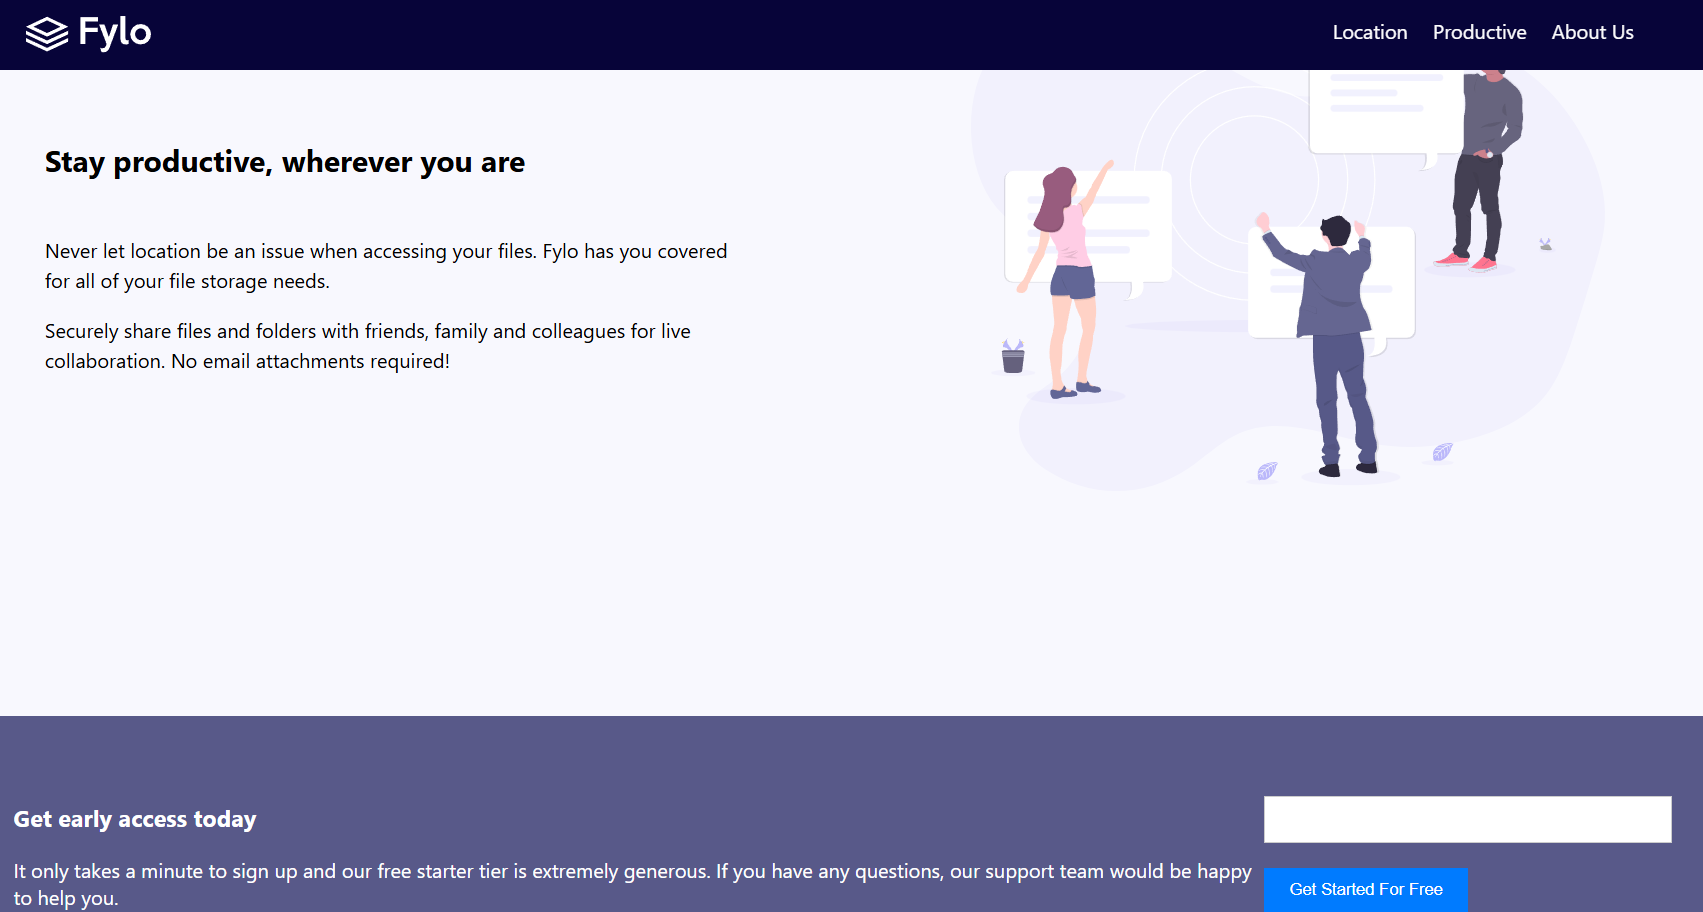 Fylo
Location Productive About Us
Stay productive, wherever you are
Never let location be an issue when accessing your files. Fylo has you covered
for all of your file storage needs.
Securely share files and folders with friends, family and colleagues for live
collaboration. No email attachments required!
Get early access today
It only takes a minute to sign up and our free starter tier is extremely generous. If you have any questions, our support team would be happy
to help you.
Get Started For Free